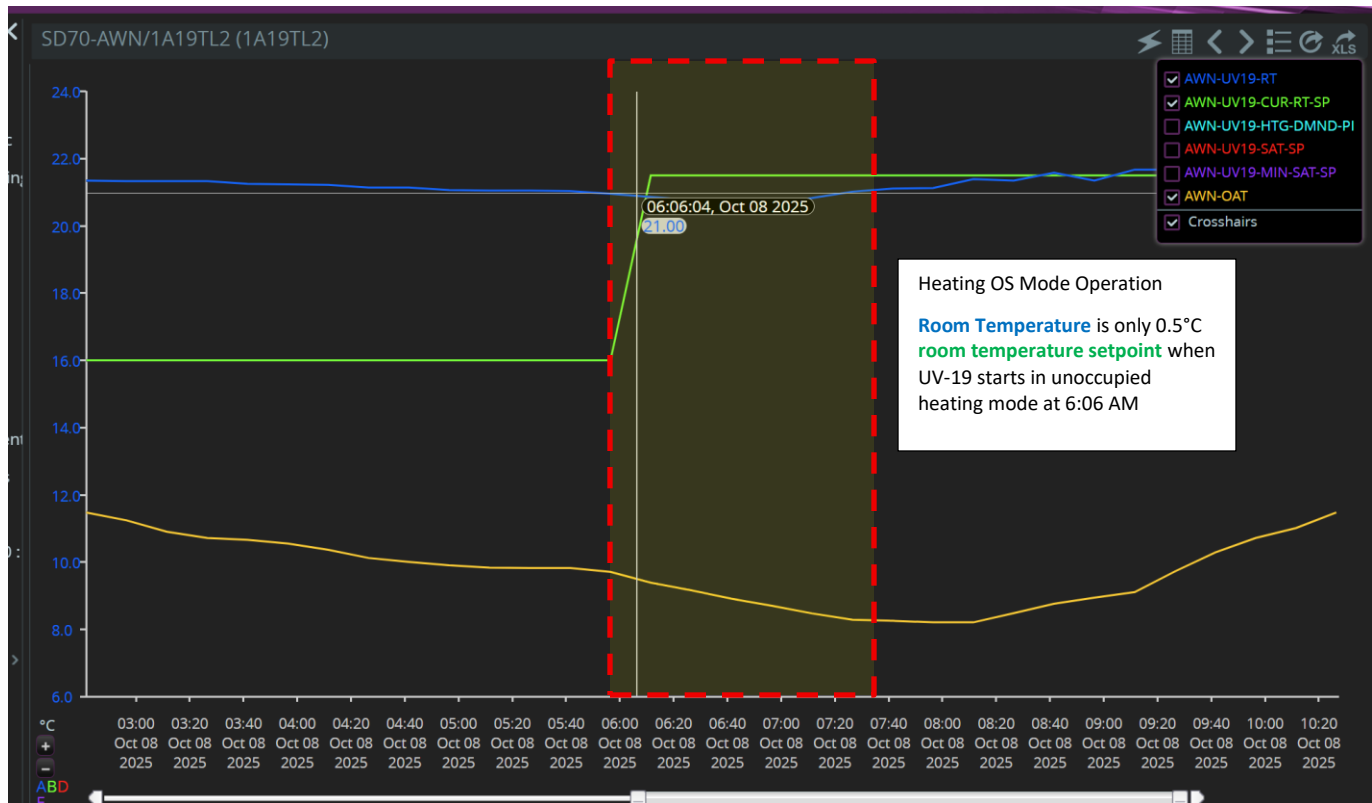 SD70-AWN/1A19TL2 (1A19TL2)
XLS
AWN-UV19-RT
AWN-UV19-CUR-RT-SP
AWN-UV19-HTG-DMND-PI
AWN-UV19-SAT-SP
AWN-UV19-MIN-SAT-SP
AWN-OAT
Crosshairs
24.0
22.0
20.0
18.0
16.0
14.0
12.0
10.0
8.0
6.0
06:06:04, Oct 08 2025
21.00
Heating OS Mode Operation
Room Temperature is only 0.5°C
room temperature setpoint when
UV-19 starts in unoccupied
heating mode at 6:06 AM
°C
03:00 03:20 03:40 04:00 04:20 04:40 05:00 05:20 05:40 06:00 06:20 06:40 07:00 07:20 07:40 08:00 08:20 08:40 09:00 09:20 09:40 10:00 10:20
Oct 08 Oct 08 Oct 08 Oct 08 Oct 08 Oct 08 Oct 08 Oct 08 Oct 08 Oct 08 Oct 08 Oct 08 Oct 08 Oct 08 Oct 08 Oct 08 Oct 08 Oct 08 Oct 08 Oct 08 Oct 08 Oct 08 Oct 08
2025 2025 2025 2025 2025 2025 2025 2025 2025 2025 2025 2025 2025 2025 2025 2025 2025 2025 2025 2025 2025 2025 2025
ABD